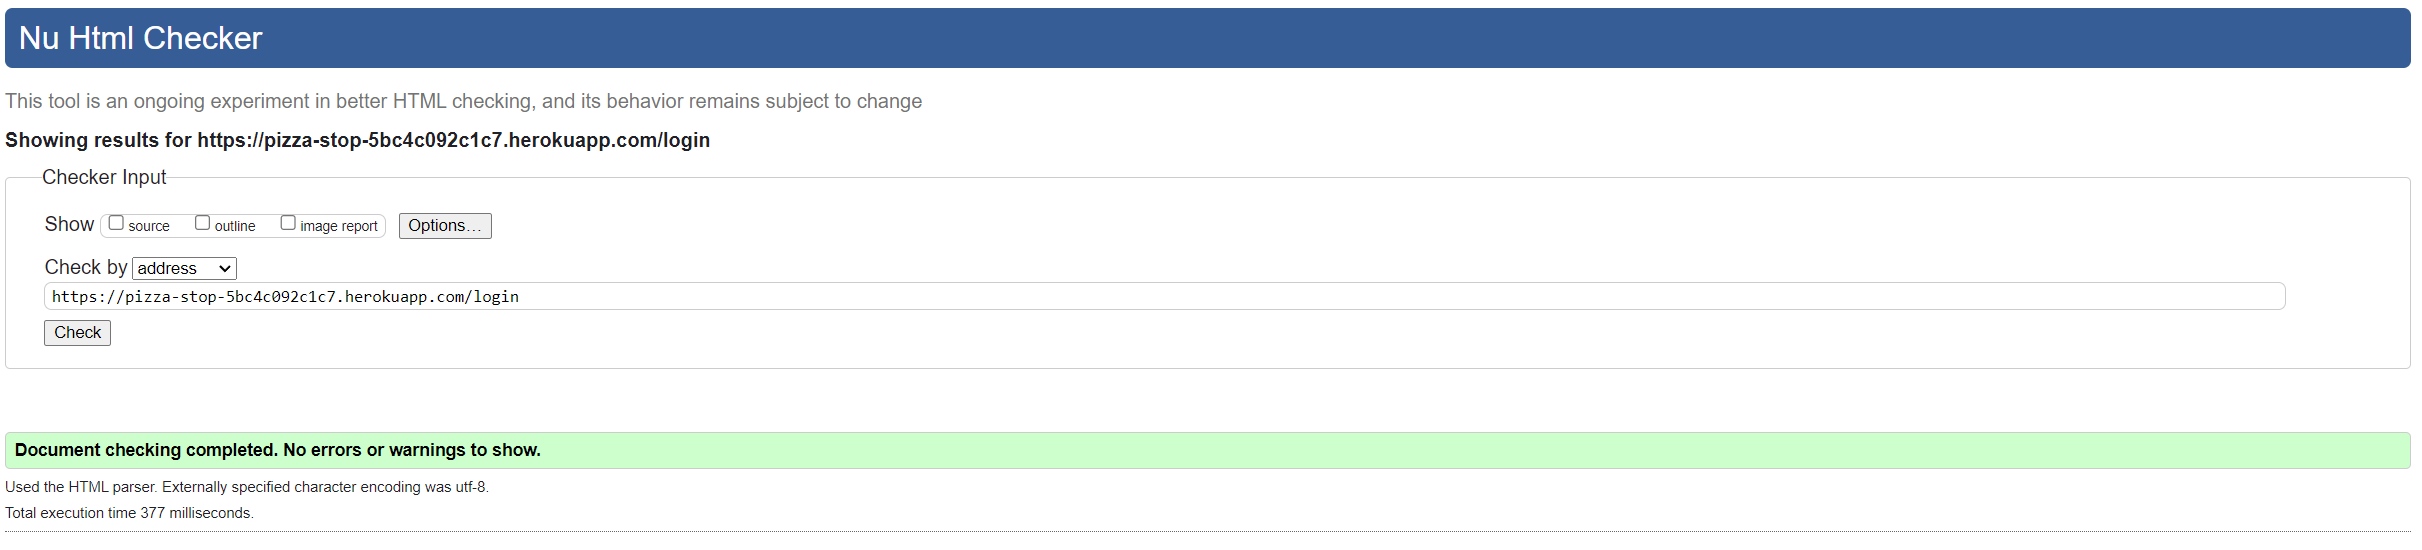 Nu Html Checker
This tool is an ongoing experiment in better HTML checking, and its behavior remains subject to change
Showing results for https://pizza-stop-5bc4c092c1c7.herokuapp.com/login
Checker Input
Show source outline image report Options…
Check by address
https://pizza-stop-5bc4c092c1c7.herokuapp.com/login
Check
Document checking completed. No errors or warnings to show.
Used the HTML parser. Externally specified character encoding was utf-8.
Total execution time 377 milliseconds.